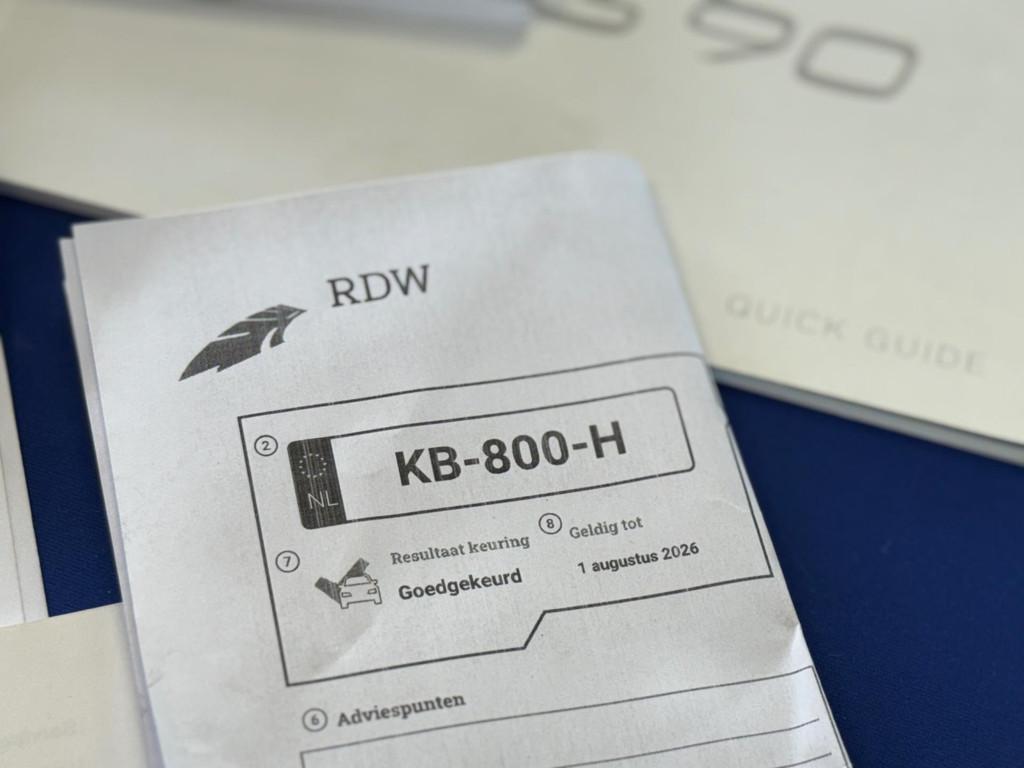 90
QUICK GUIDE
RDW
2
NL
KB-800-H
7
Resultaat keuring
Goedgekeurd
8
Geldig tot
1 augustus 2026
6
Adviespunten